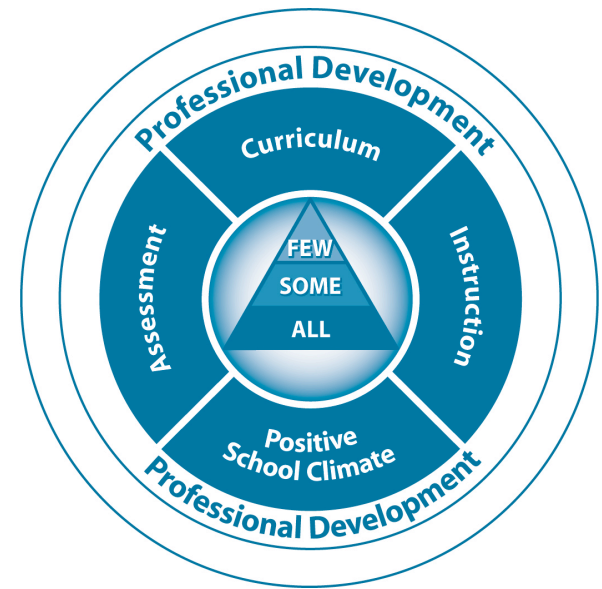 Professional Development
Curriculum
Assessment
Instruction
FEW
SOME
ALL
Positive
School Climate
Professional Development